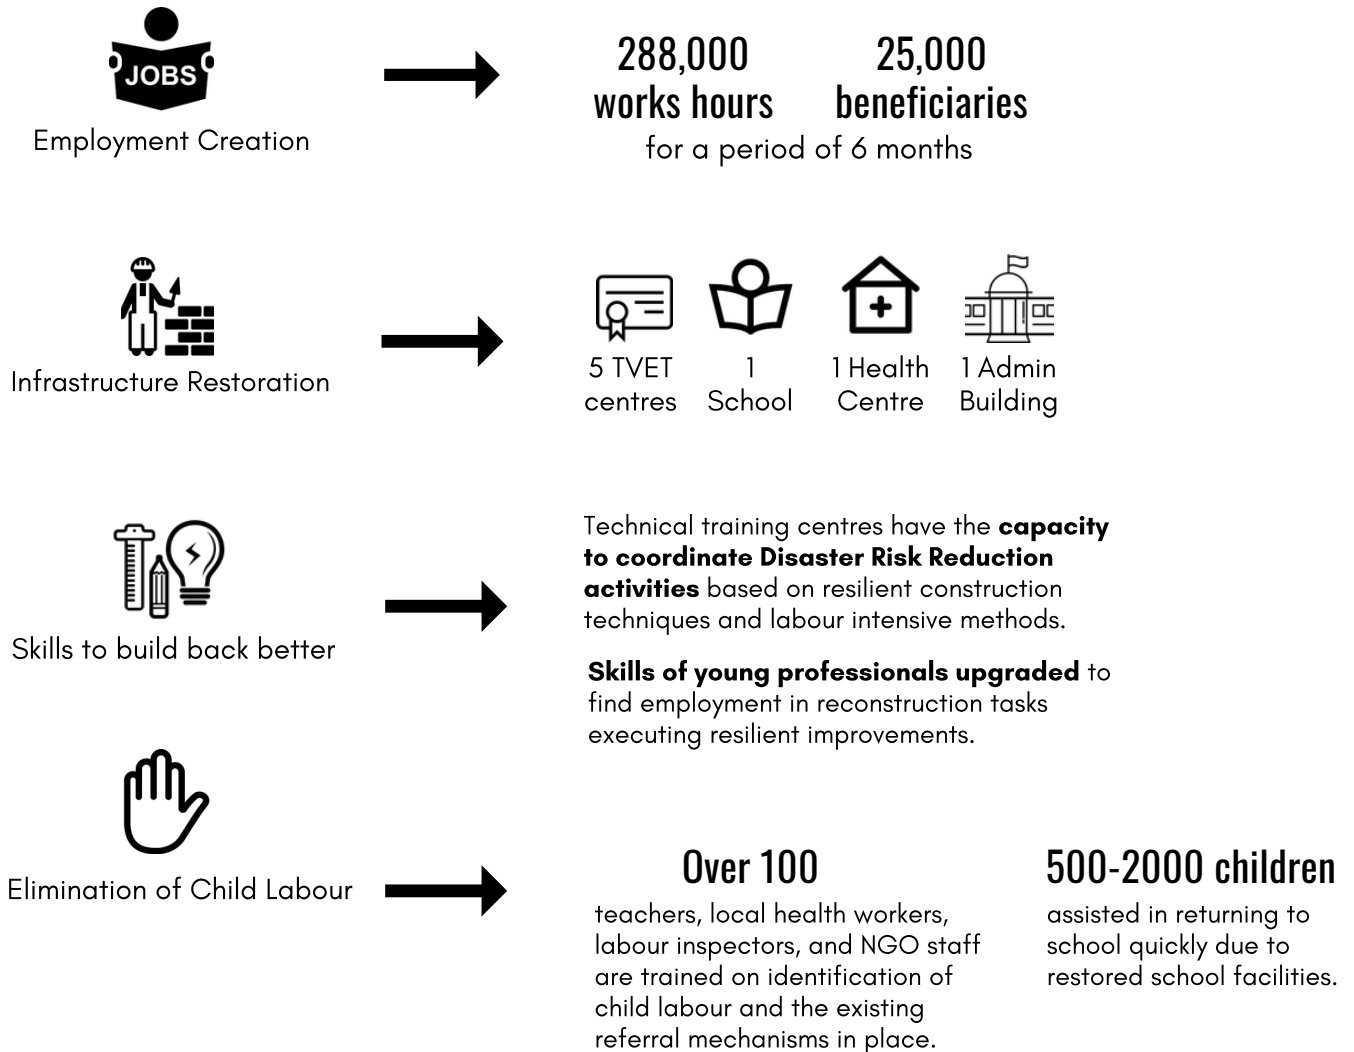 JOBS
Employment Creation
288,000
works hours
25,000
beneficiaries
for a period of 6 months
Infrastructure Restoration
5 TVET
centres
1
School
1 Health
Centre
1 Admin
Building
Skills to build back better
Technical training centres have the capacity
to coordinate Disaster Risk Reduction
activities based on resilient construction
techniques and labour intensive methods.
Skills of young professionals upgraded to
find employment in reconstruction tasks
executing resilient improvements.
Elimination of Child Labour
Over 100
teachers, local health workers,
labour inspectors, and NGO staff
are trained on identification of
child labour and the existing
referral mechanisms in place.
500-2000 children
assisted in returning to
school quickly due to
restored school facilities.